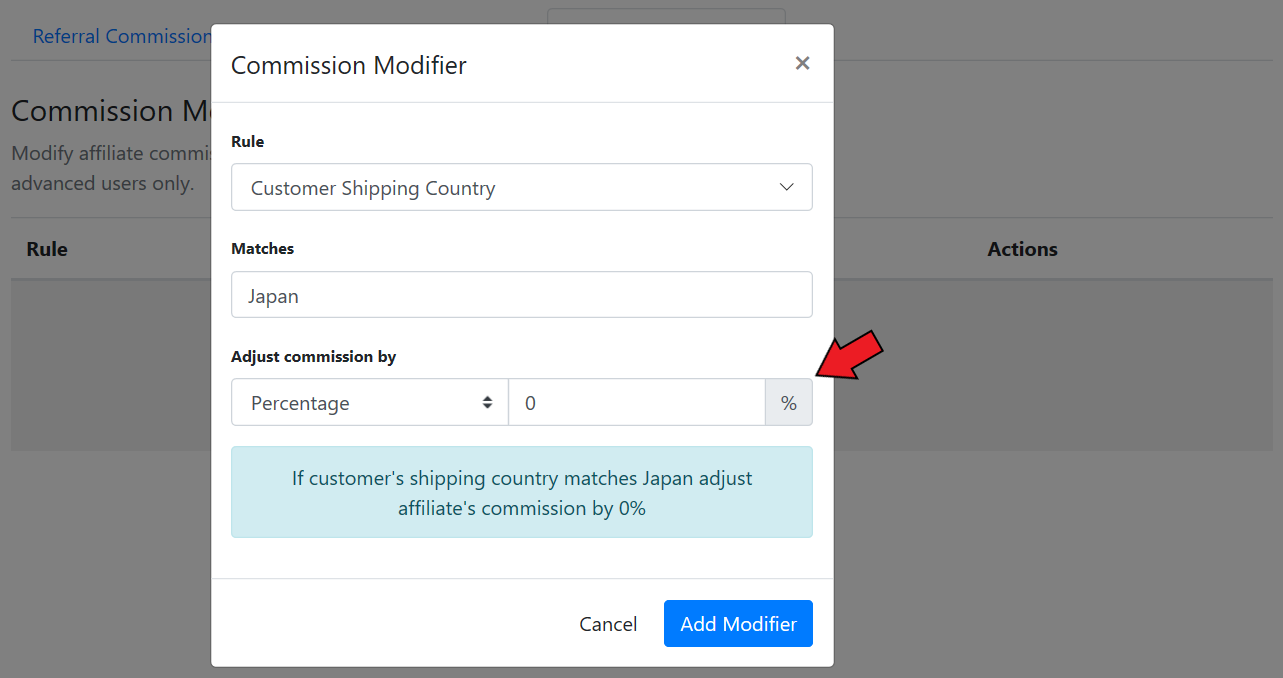 Referral Commission
Commission Modifier
×
Commission Mo
Modify affiliate commis
advanced users only.
Rule
Actions
Rule
Customer Shipping Country
Matches
Japan
Adjust commission by
Percentage
0
%
If customer's shipping country matches Japan adjust
affiliate's commission by 0%
Cancel
Add Modifier